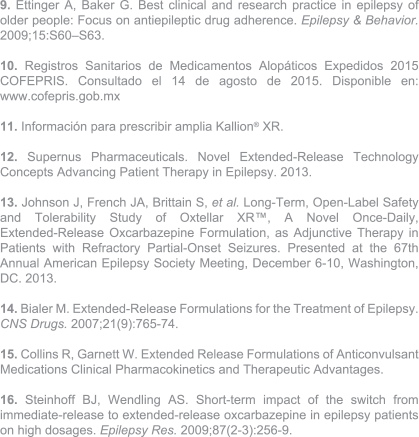 9. Ettinger A, Baker G. Best clinical and research practice in epilepsy of
older people: Focus on antiepileptic drug adherence. Epilepsy & Behavior.
2009;15:S60–S63.
10. Registros Sanitarios de Medicamentos Alopáticos Expedidos 2015
COFEPRIS. Consultado el 14 de agosto de 2015. Disponible en:
www.cofepris.gob.mx
11. Información para prescribir amplia Kallion® XR.
12. Supernus Pharmaceuticals. Novel Extended-Release Technology
Concepts Advancing Patient Therapy in Epilepsy. 2013.
13. Johnson J, French JA, Brittain S, et al. Long-Term, Open-Label Safety
and Tolerability Study of Oxtellar XR™, A Novel Once-Daily,
Extended-Release Oxcarbazepine Formulation, as Adjunctive Therapy in
Patients with Refractory Partial-Onset Seizures. Presented at the 67th
Annual American Epilepsy Society Meeting, December 6-10, Washington,
DC. 2013.
14. Bialer M. Extended-Release Formulations for the Treatment of Epilepsy.
CNS Drugs. 2007;21(9):765-74.
15. Collins R, Garnett W. Extended Release Formulations of Anticonvulsant
Medications Clinical Pharmacokinetics and Therapeutic Advantages.
16. Steinhoff BJ, Wendling AS. Short-term impact of the switch from
immediate-release to extended-release oxcarbazepine in epilepsy patients
on high dosages. Epilepsy Res. 2009;87(2-3):256-9.